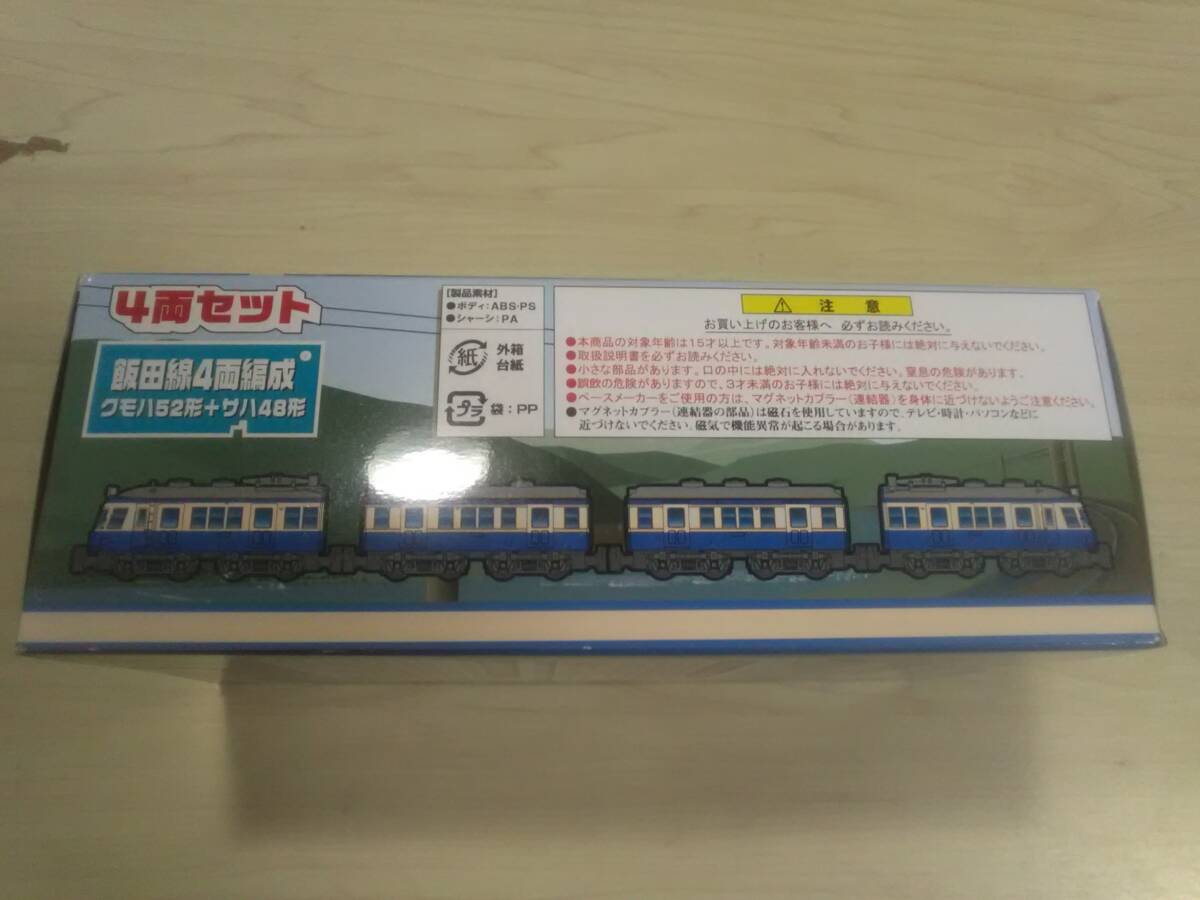 4両セット
飯田線4両編成
クモハ52形+サハ48形
【製品素材】
●ボディ:ABS・PS
●シャーシ:PA
紙
外箱
台紙
プラ
袋:PP
注意
お買い上げのお客様へ 必ずお読みください。
●本商品の対象年齢は15才以上です。対象年齢未満のお子様には絶対に与えないでください。
●取扱説明書を必ずお読みください。
●小さな部品があります。口の中には絶対に入れないでください。窒息の危険があります。
●誤飲の危険がありますので、3才未満のお子様には絶対に与えないでください。
●ペースメーカーをご使用の方は、マグネットカプラー(連結器)を身体に近づけないようご注意ください。
●マグネットカプラー(連結器の部品)は磁石を使用していますので、テレビ・時計・パソコンなどに
近づけないでください。磁気で機能異常が起こる場合があります。